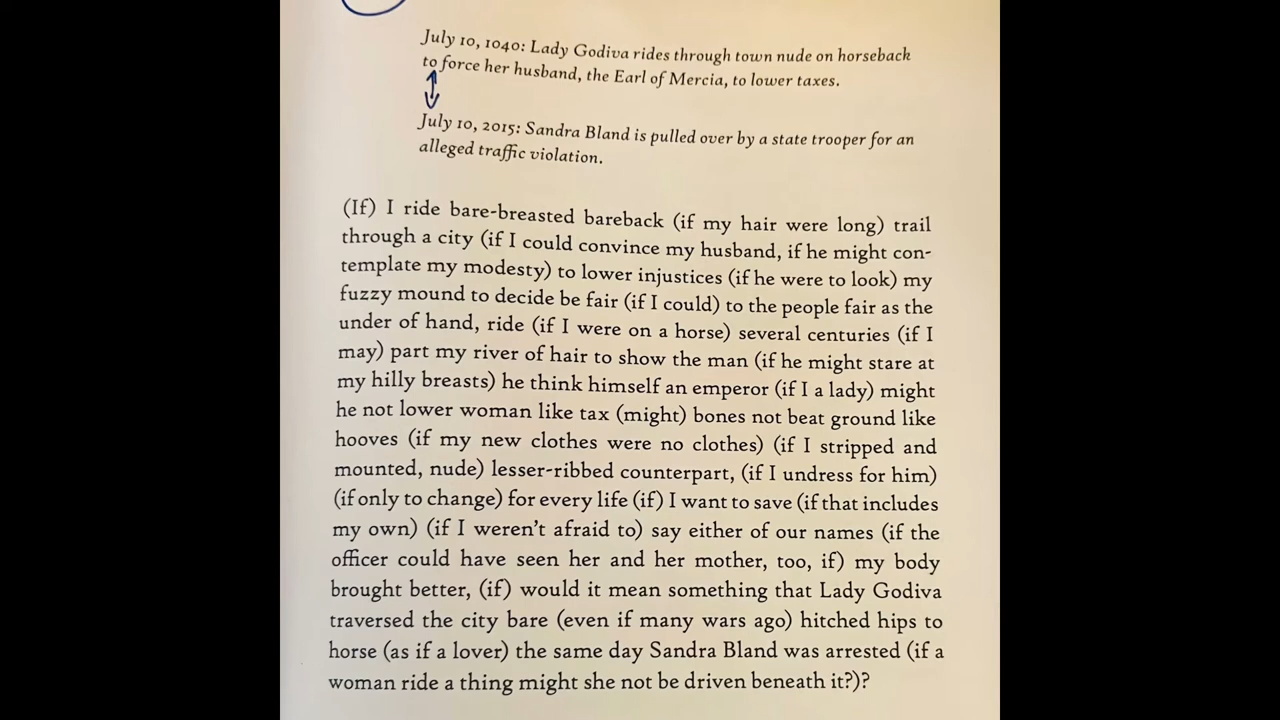 July 10, 1040: Lady Godiva rides through town nude on horseback
to force her husband, the Earl of Mercia, to lower taxes.
July 10, 2015: Sandra Bland is pulled over by a state trooper for an
alleged traffic violation.
(If) I ride bare-breasted bareback (if my hair were long) trail
through a city (if I could convince my husband, if he might con-
template my modesty) to lower injustices (if he were to look) my
fuzzy mound to decide be fair (if I could) to the people fair as the
under of hand, ride (if I were on a horse) several centuries (if I
may) part my river of hair to show the man (if he might stare at
my hilly breasts) he think himself an emperor (if I a lady) might
he not lower woman like tax (might) bones not beat ground like
hooves (if my new clothes were no clothes) (if I stripped and
mounted, nude) lesser-ribbed counterpart, (if I undress for him)
(if only to change) for every life (if) I want to save (if that includes
my own) (if I weren't afraid to) say either of our names (if the
officer could have seen her and her mother, too, if) my body
brought better, (if) would it mean something that Lady Godiva
traversed the city bare (even if many wars ago) hitched hips to
horse (as if a lover) the same day Sandra Bland was arrested (if a
woman ride a thing might she not be driven beneath it?)?